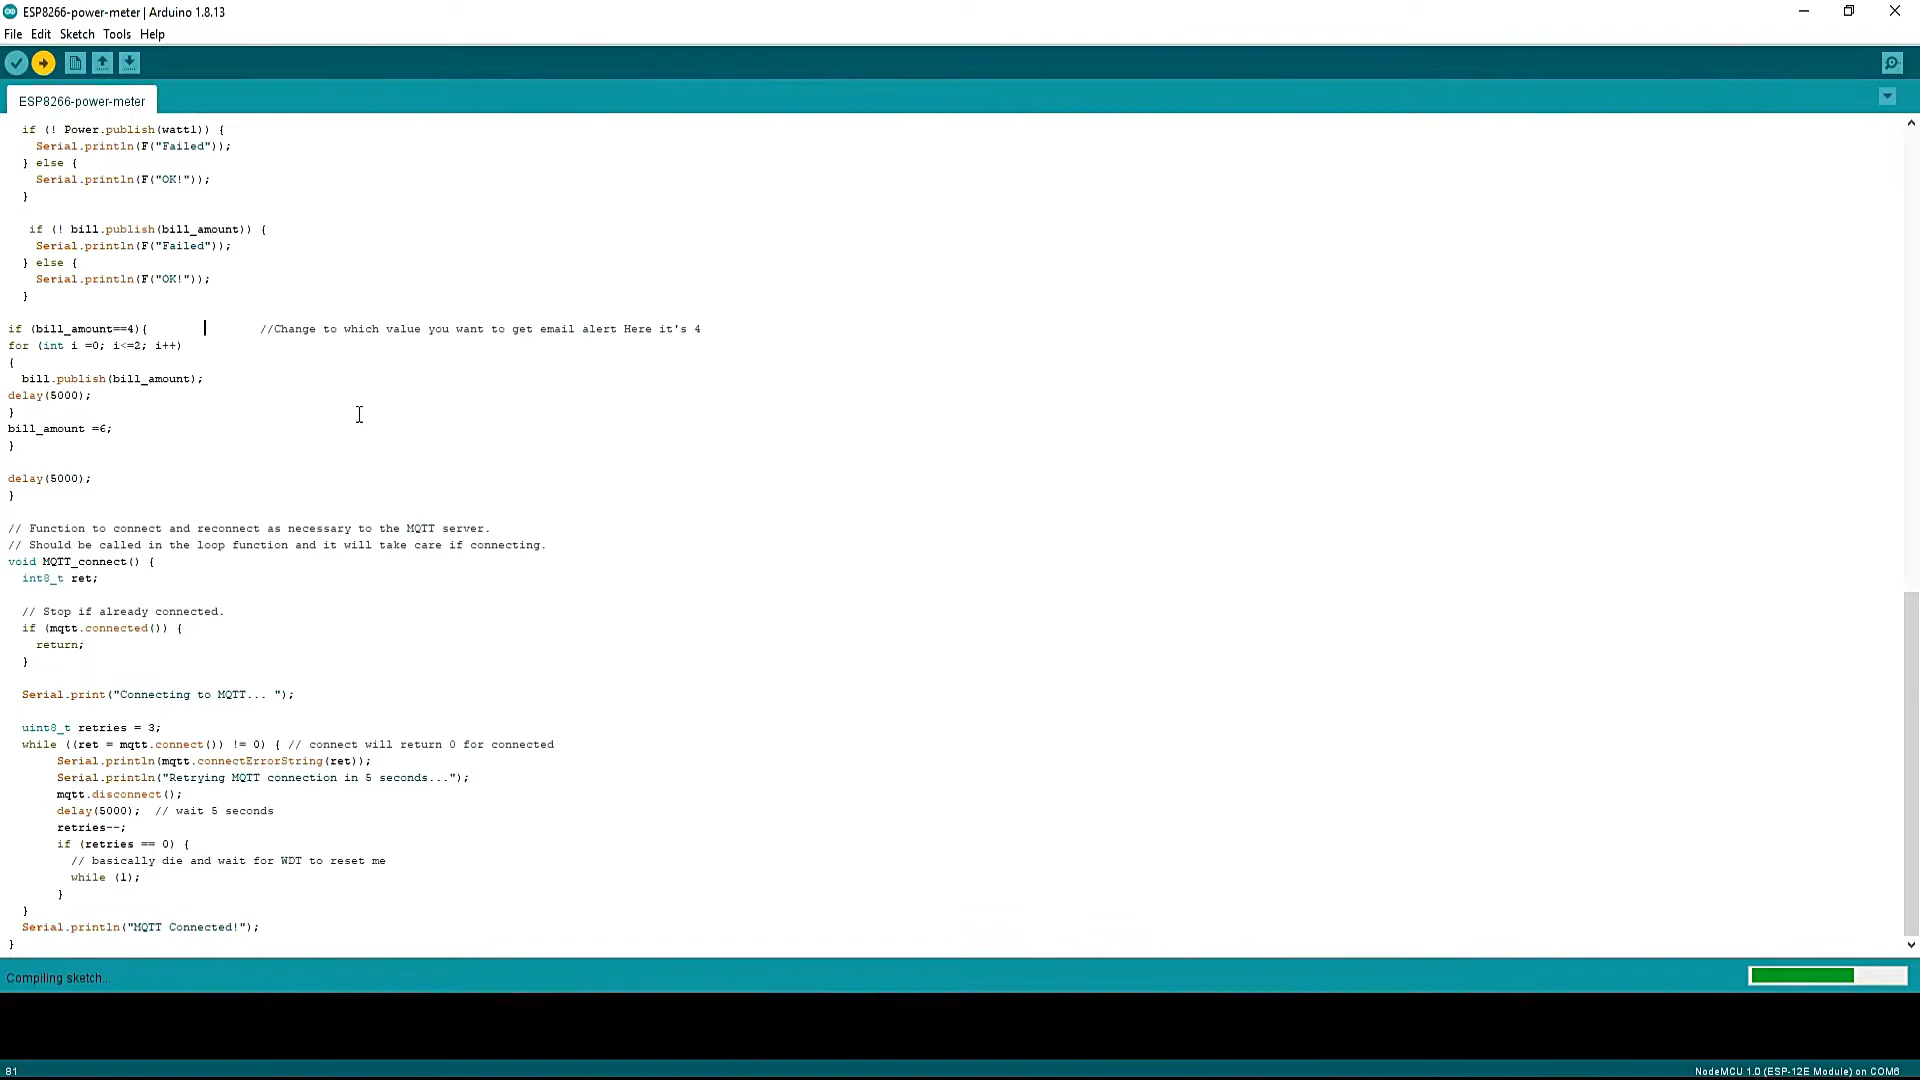 ESP8266-power-meter | Arduino 1.8.13
File Edit Sketch Tools Help
ESP8266-power-meter
if (! Power.publish(watt1)) {
Serial.println(F("Failed"));
} else {
Serial.println(F("OK!"));
}
if (! bill.publish(bill_amount)) {
Serial.println(F("Failed"));
} else {
Serial.println(F("OK!"));
}
if (bill_amount==4){ //Change to which value you want to get email alert Here it's 4
for (int i =0; i<=2; i++)
{
bill.publish(bill_amount);
delay(5000);
}
bill_amount =6;
}
delay(5000);
}
// Function to connect and reconnect as necessary to the MQTT server.
// Should be called in the loop function and it will take care if connecting.
void MQTT_connect() {
int8_t ret;
// Stop if already connected.
if (mqtt.connected()) {
return;
}
Serial.print("Connecting to MQTT... ");
uint8_t retries = 3;
while ((ret = mqtt.connect()) != 0) { // connect will return 0 for connected
Serial.println(mqtt.connectErrorString(ret));
Serial.println("Retrying MQTT connection in 5 seconds...");
mqtt.disconnect();
delay(5000); // wait 5 seconds
retries--;
if (retries == 0) {
// basically die and wait for WDT to reset me
while (1);
}
}
Serial.println("MQTT Connected!");
}
Compiling sketch...
81 NodeMCU 1.0 (ESP-12E Module) on COM6